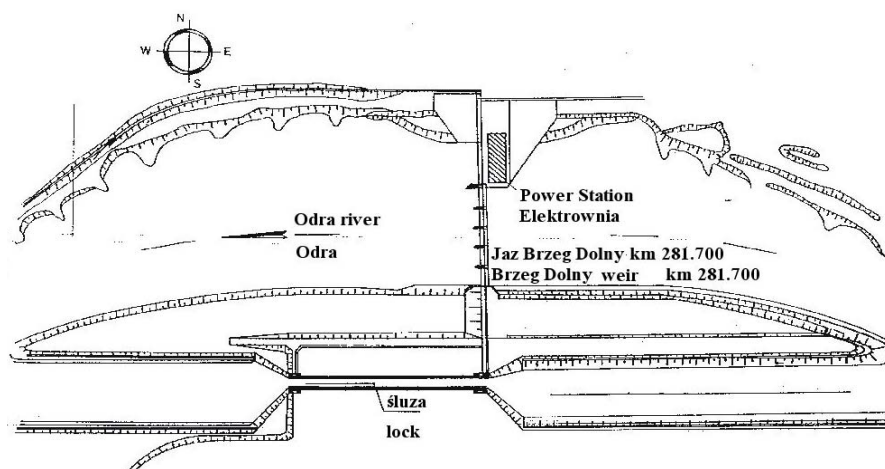 N
W E
S
Power Station
Elektrownia
Odra river
Odra
Jaz Brzeg Dolny km 281.700
Brzeg Dolny weir km 281.700
śluza
lock